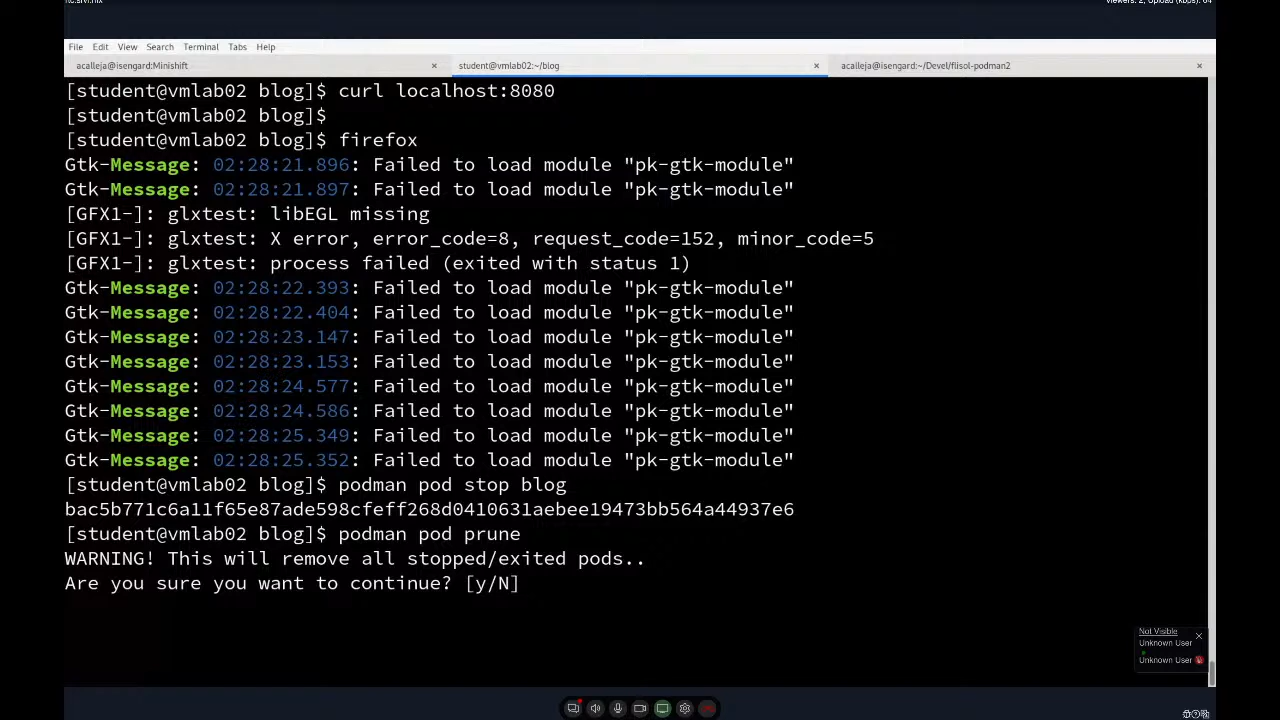 File Edit View Search Terminal Tabs Help
acalleja@isengard:Minishift × student@vmlab02:~/blog × acalleja@isengard:~/Devel/flisol-podman2 ×
[student@vmlab02 blog]$ curl localhost:8080
[student@vmlab02 blog]$
[student@vmlab02 blog]$ firefox
Gtk-Message: 02:28:21.896: Failed to load module "pk-gtk-module"
Gtk-Message: 02:28:21.897: Failed to load module "pk-gtk-module"
[GFX1-]: glxtest: libEGL missing
[GFX1-]: glxtest: X error, error_code=8, request_code=152, minor_code=5
[GFX1-]: glxtest: process failed (exited with status 1)
Gtk-Message: 02:28:22.393: Failed to load module "pk-gtk-module"
Gtk-Message: 02:28:22.404: Failed to load module "pk-gtk-module"
Gtk-Message: 02:28:23.147: Failed to load module "pk-gtk-module"
Gtk-Message: 02:28:23.153: Failed to load module "pk-gtk-module"
Gtk-Message: 02:28:24.577: Failed to load module "pk-gtk-module"
Gtk-Message: 02:28:24.586: Failed to load module "pk-gtk-module"
Gtk-Message: 02:28:25.349: Failed to load module "pk-gtk-module"
Gtk-Message: 02:28:25.352: Failed to load module "pk-gtk-module"
[student@vmlab02 blog]$ podman pod stop blog
bac5b771c6a11f65e87ade598cfeff268d0410631aebee19473bb564a44937e6
[student@vmlab02 blog]$ podman pod prune
WARNING! This will remove all stopped/exited pods..
Are you sure you want to continue? [y/N]
Not Visible
Unknown User
Unknown User